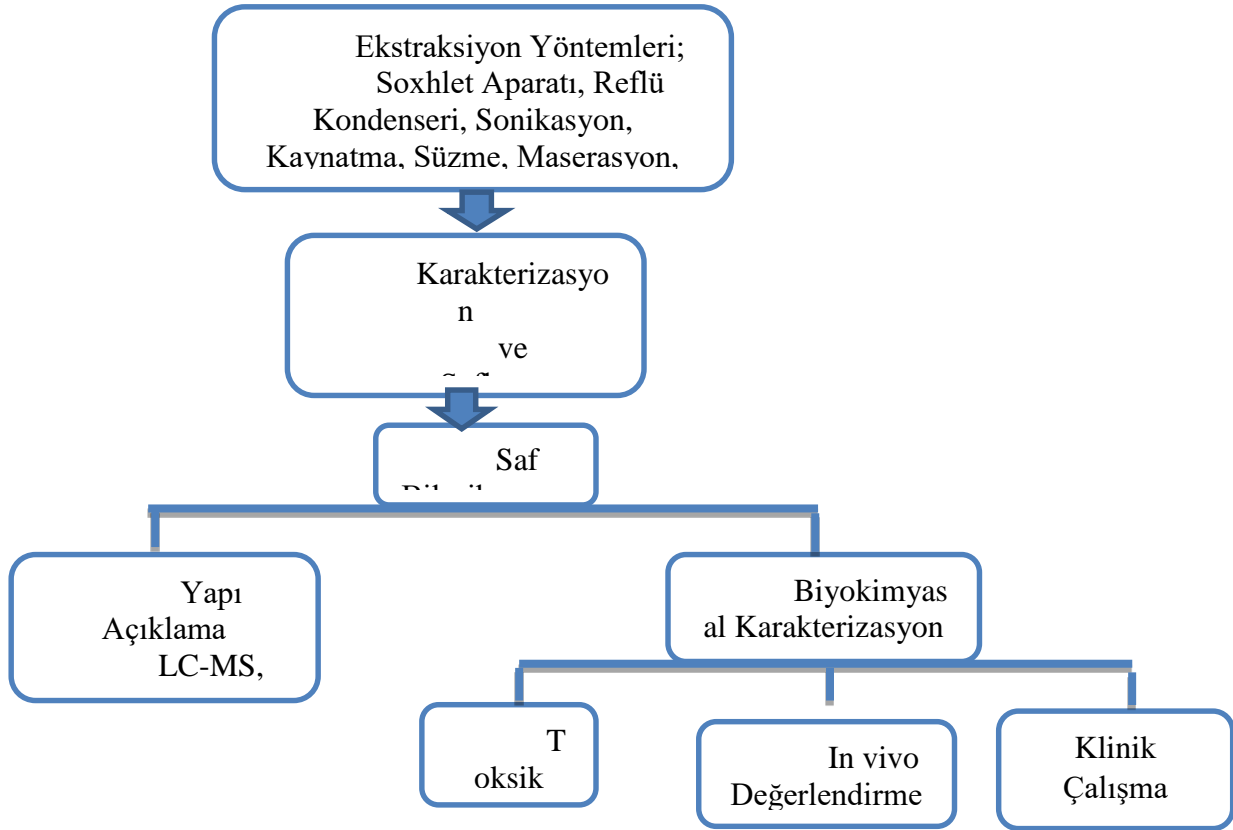 Ekstraksiyon Yöntemleri;
Soxhlet Aparatı, Reflü
Kondenseri, Sonikasyon,
Kaynatma, Süzme, Maserasyon,
Karakterizasyo
n
ve
Saf
Yapı
Açıklama
LC-MS,
Biyokimyas
al Karakterizasyon
T
oksik
In vivo
Değerlendirme
Klinik
Çalışma